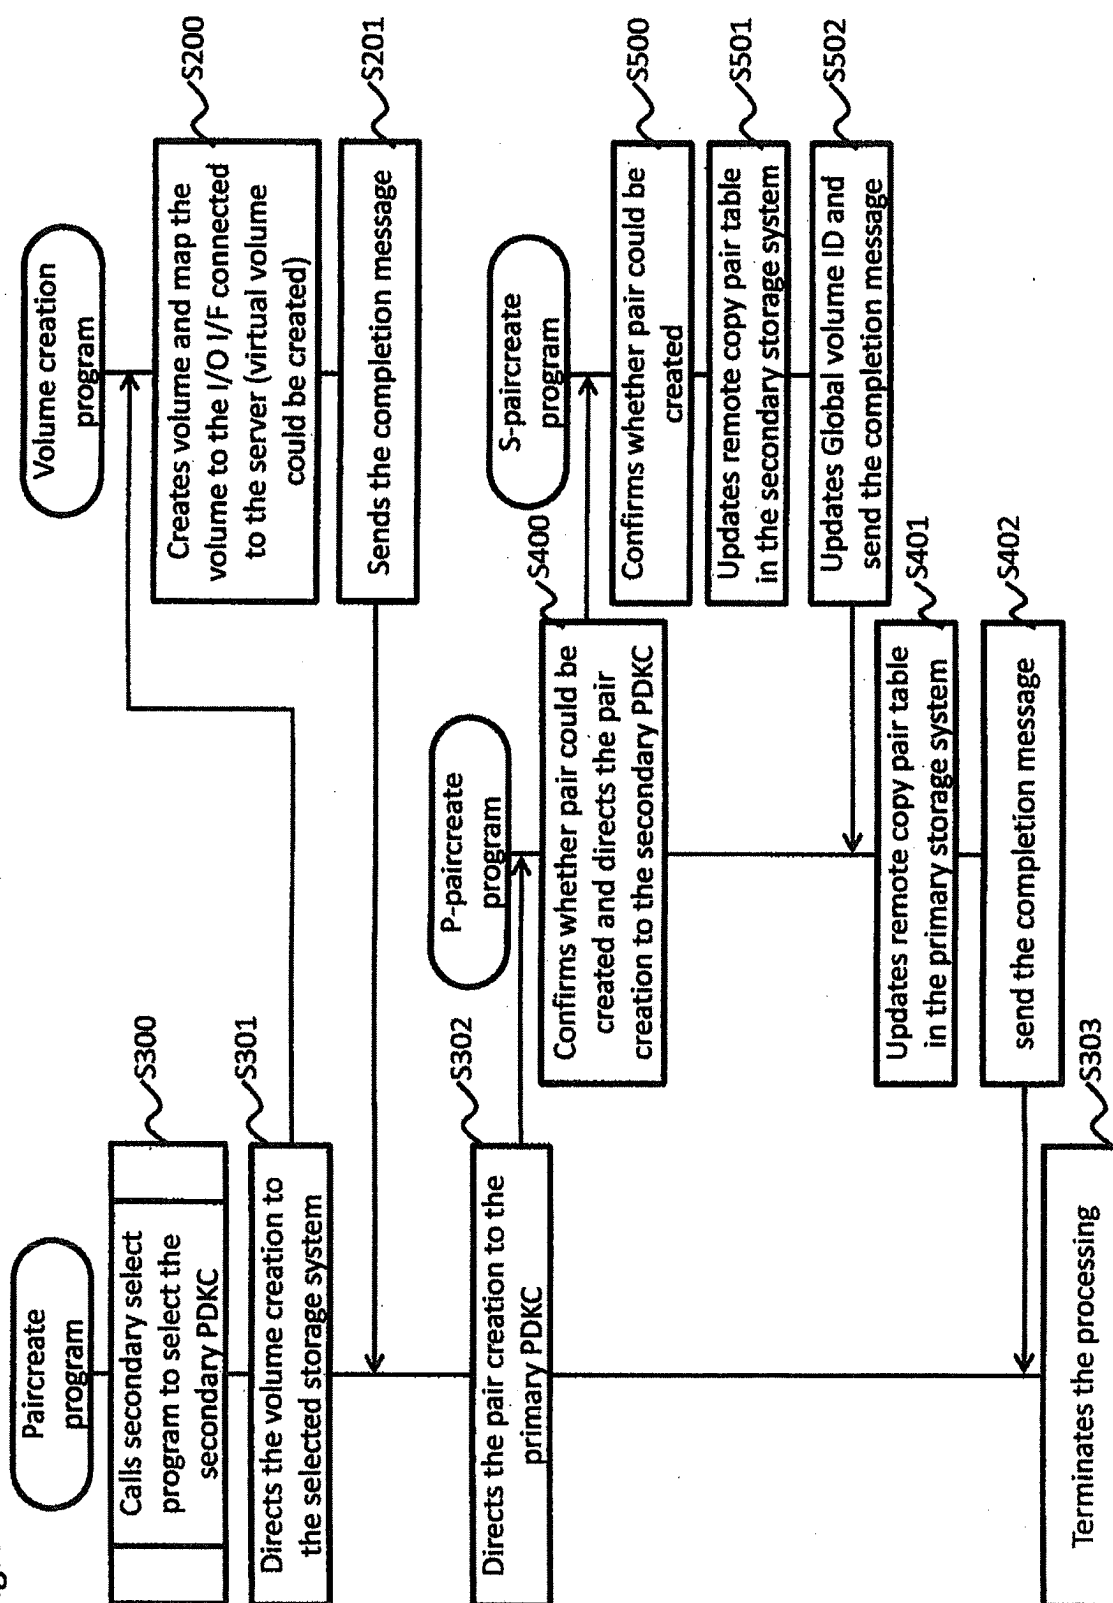 Paircreate
program
Calls secondary select
program to select the
secondary PDKC
S300
Directs the volume creation to
the selected storage system
S301
Directs the pair creation to the
primary PDKC
S302
Terminates the processing
S303
P-paircreate
program
Confirms whether pair could be
created and directs the pair
creation to the secondary PDKC
S400
Updates remote copy pair table
in the primary storage system
S401
send the completion message
S402
Volume creation
program
Creates volume and map the
volume to the I/O I/F connected
to the server (virtual volume
could be created)
S200
Sends the completion message
S201
S-paircreate
program
Confirms whether pair could be
created
S500
Updates remote copy pair table
in the secondary storage system
S501
Updates Global volume ID and
send the completion message
S502